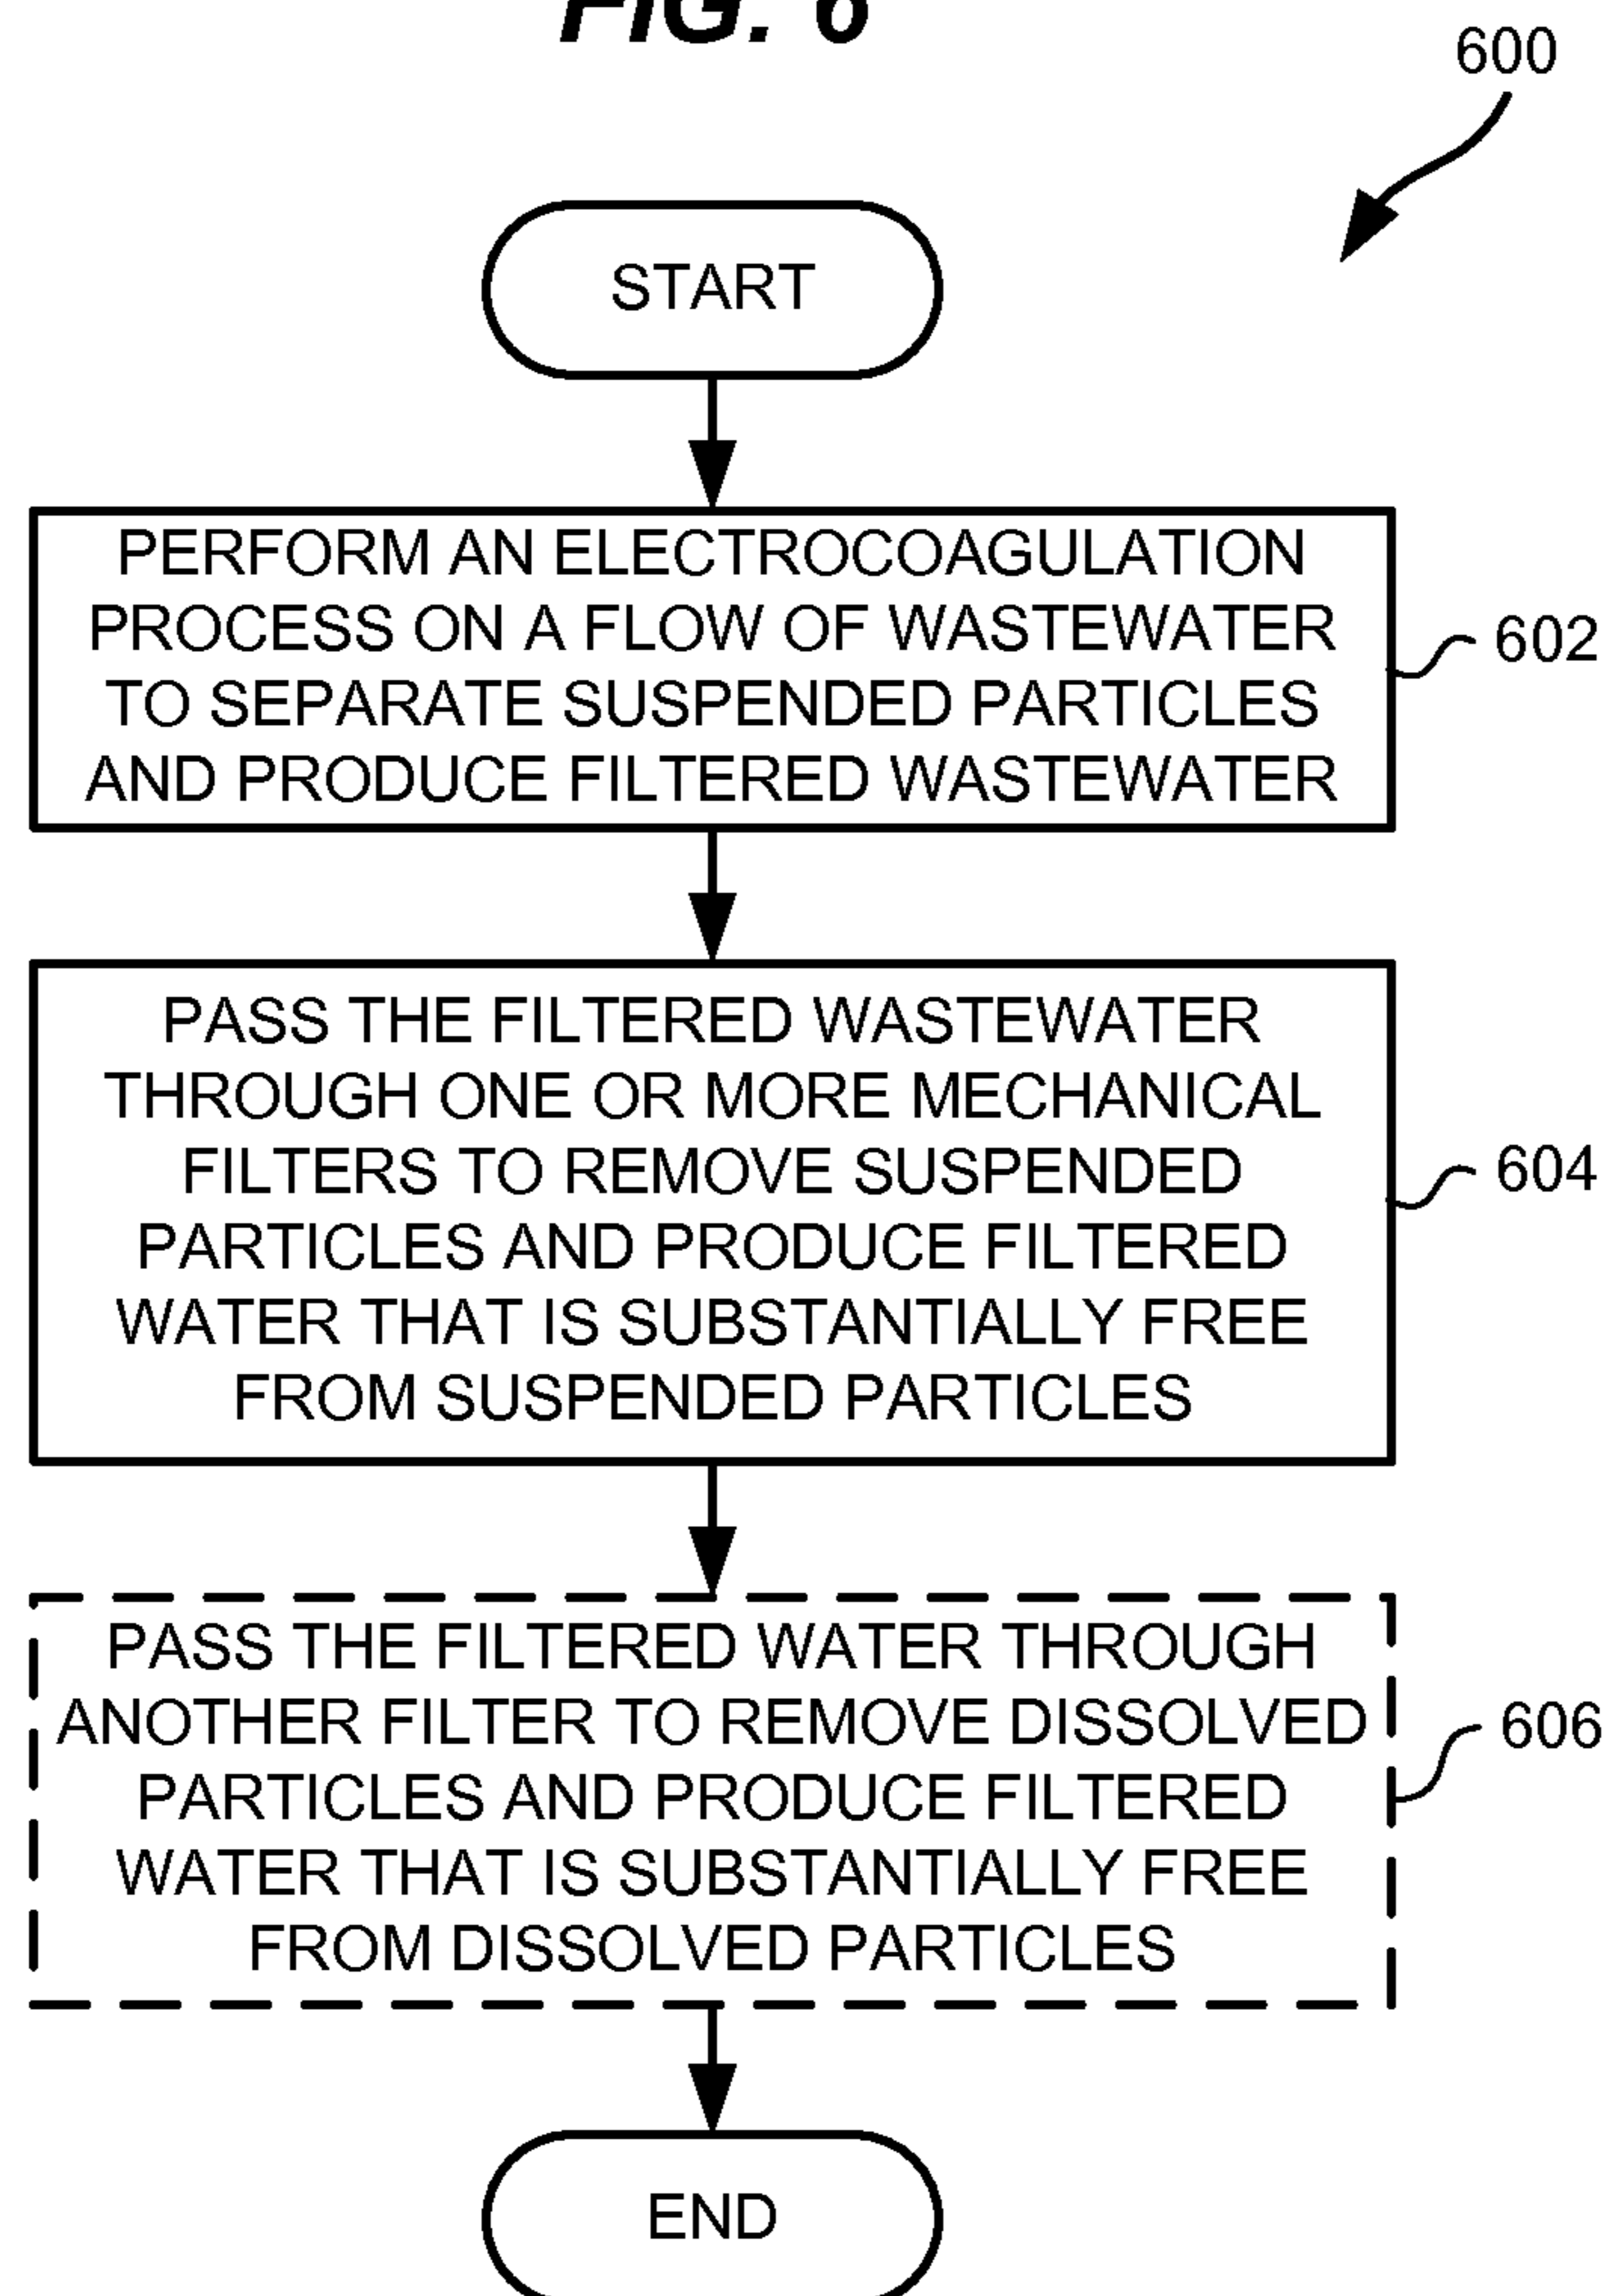 FIG. 6
600
START
PERFORM AN ELECTROCOAGULATION
PROCESS ON A FLOW OF WASTEWATER
TO SEPARATE SUSPENDED PARTICLES
AND PRODUCE FILTERED WASTEWATER
602
PASS THE FILTERED WASTEWATER
THROUGH ONE OR MORE MECHANICAL
FILTERS TO REMOVE SUSPENDED
PARTICLES AND PRODUCE FILTERED
WATER THAT IS SUBSTANTIALLY FREE
FROM SUSPENDED PARTICLES
604
PASS THE FILTERED WATER THROUGH
ANOTHER FILTER TO REMOVE DISSOLVED
PARTICLES AND PRODUCE FILTERED
WATER THAT IS SUBSTANTIALLY FREE
FROM DISSOLVED PARTICLES
606
END